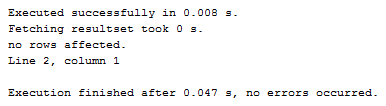 Executed successfully in 0.008 s.
Fetching resultset took 0 s.
no rows affected.
Line 2, column 1
Execution finished after 0.047 s, no errors occurred.